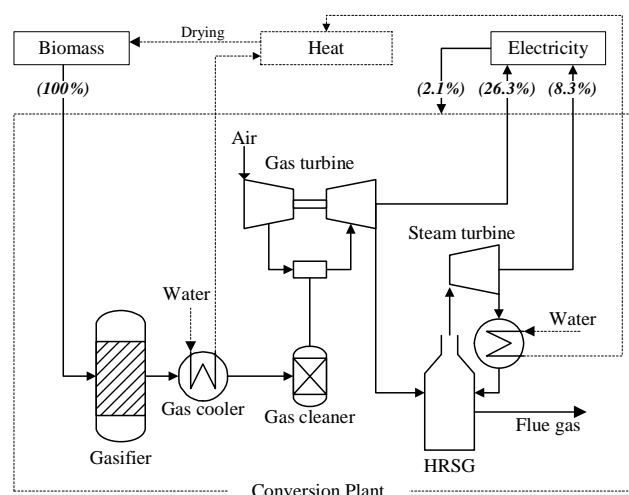 Drying
Biomass
Heat
Electricity
(100%)
(2.1%)
(26.3%)
(8.3%)
Air
Gas turbine
Steam turbine
Water
Water
Gas cooler
Gas cleaner
Flue gas
Gasifier
HRSG
Conversion Plant